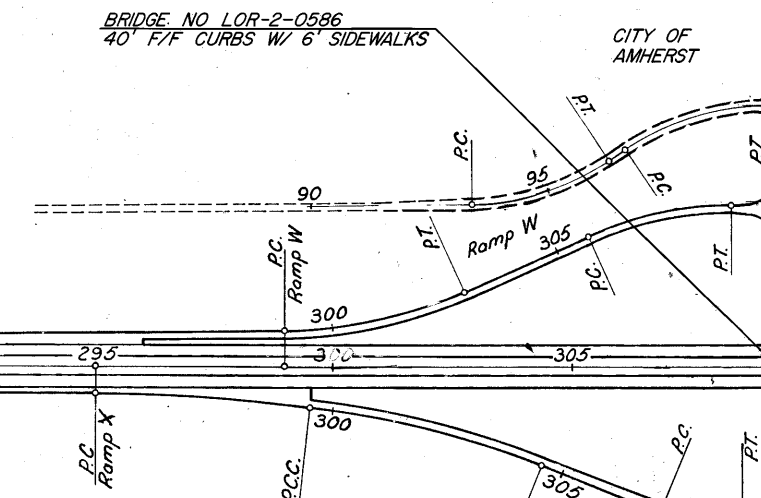 BRIDGE NO LOR-2-0586
40' F/F CURBS W/ 6' SIDEWALKS
CITY OF
AMHERST
P.T.
P.C.
95
P.C.
P.T.
90
P.T.
Ramp W
305
P.C.
P.T.
P.C.
Ramp W
300
295
300
305
P.C
Ramp X
300
P.C.C.
305
P.C.
P.T.